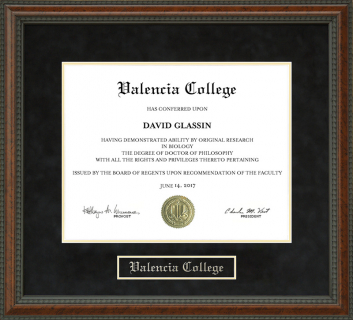 Valencia College
HAS CONFERRED UPON
DAVID GLASSIN
HAVING DEMONSTRATED ABILITY BY ORIGINAL RESEARCH
IN BIOLOGY
THE DEGREE OF DOCTOR OF PHILOSOPHY
WITH ALL THE RIGHTS AND PRIVILEGES THERETO PERTAINING
ISSUED BY THE BOARD OF REGENTS UPON RECOMMENDATION OF THE FACULTY
JUNE 14, 2017
PROVOST
PRESIDENT
Valencia College